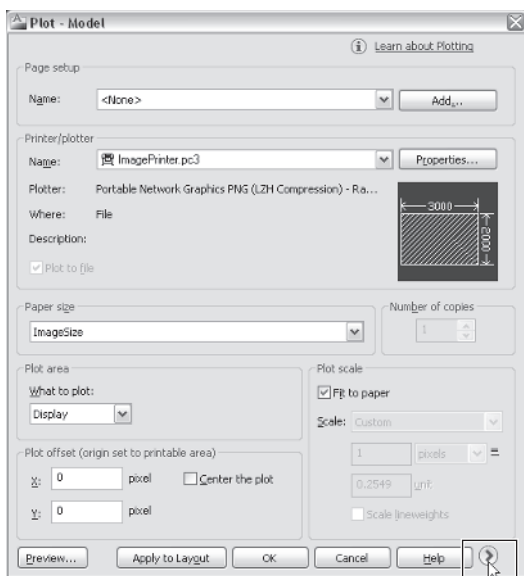 Plot - Model
Learn about Plotting
Page setup
Name: <None> Add...
Printer/plotter
Name: ImagePrinter.pc3 Properties...
Plotter: Portable Network Graphics PNG (LZH Compression) - Ra...
Where: File
Description:
Plot to file
3000
2000
Paper size
ImageSize
Number of copies
1
Plot area
What to plot:
Display
Plot scale
Fit to paper
Scale: Custom
1 pixels =
0.2549 unit
Scale lineweights
Plot offset (origin set to printable area)
X: 0 pixel Center the plot
Y: 0 pixel
Preview... Apply to Layout OK Cancel Help